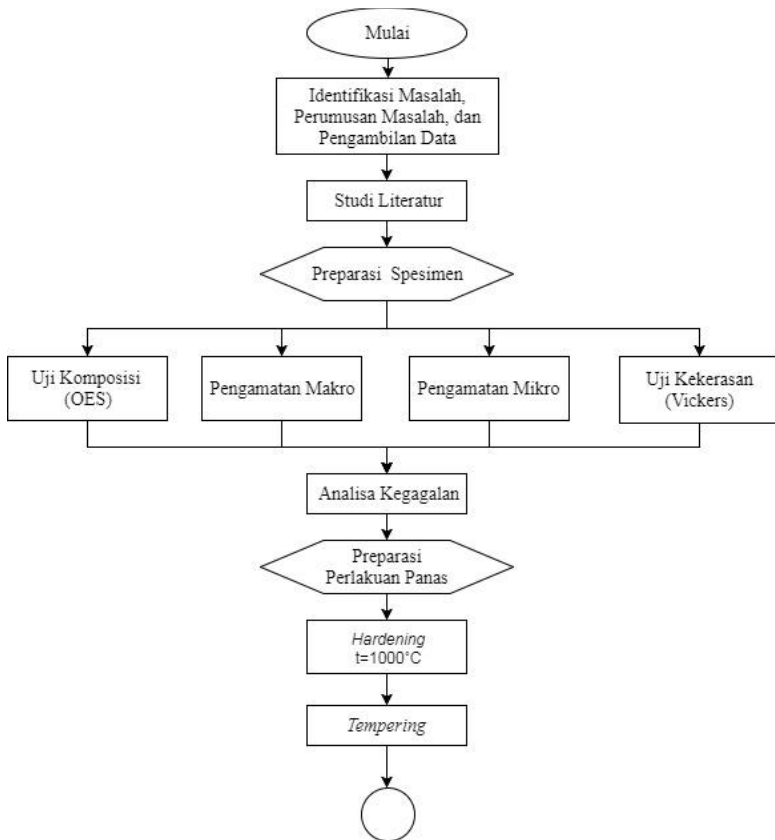 Mulai
Identifikasi Masalah,
Perumusan Masalah, dan
Pengambilan Data
Studi Literatur
Preparasi Spesimen
Uji Komposisi
(OES)
Pengamatan Makro
Pengamatan Mikro
Uji Kekerasan
(Vickers)
Analisa Kegagalan
Preparasi
Perlakuan Panas
Hardening
t=1000°C
Tempering